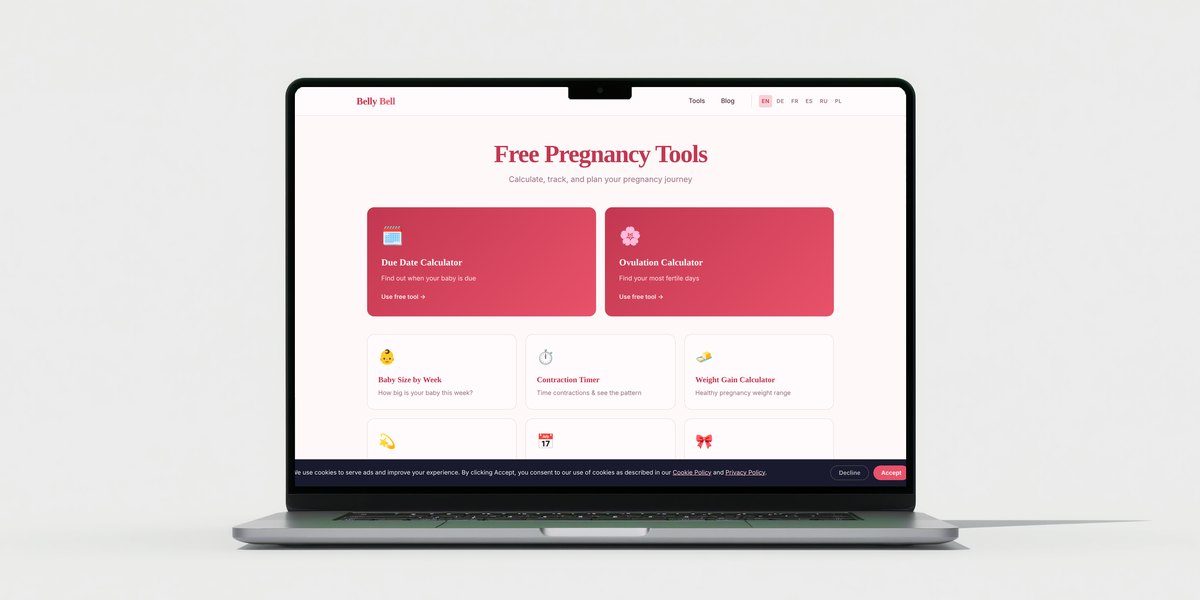 Belly Bell
Tools Blog EN DE FR ES RU PL
Free Pregnancy Tools
Calculate, track, and plan your pregnancy journey
Due Date Calculator
Find out when your baby is due
Use free tool →
Ovulation Calculator
Find your most fertile days
Use free tool →
Baby Size by Week
How big is your baby this week?
Contraction Timer
Time contractions & see the pattern
Weight Gain Calculator
Healthy pregnancy weight range
17
We use cookies to serve ads and improve your experience. By clicking Accept, you consent to our use of cookies as described in our Cookie Policy and Privacy Policy.
Decline
Accept